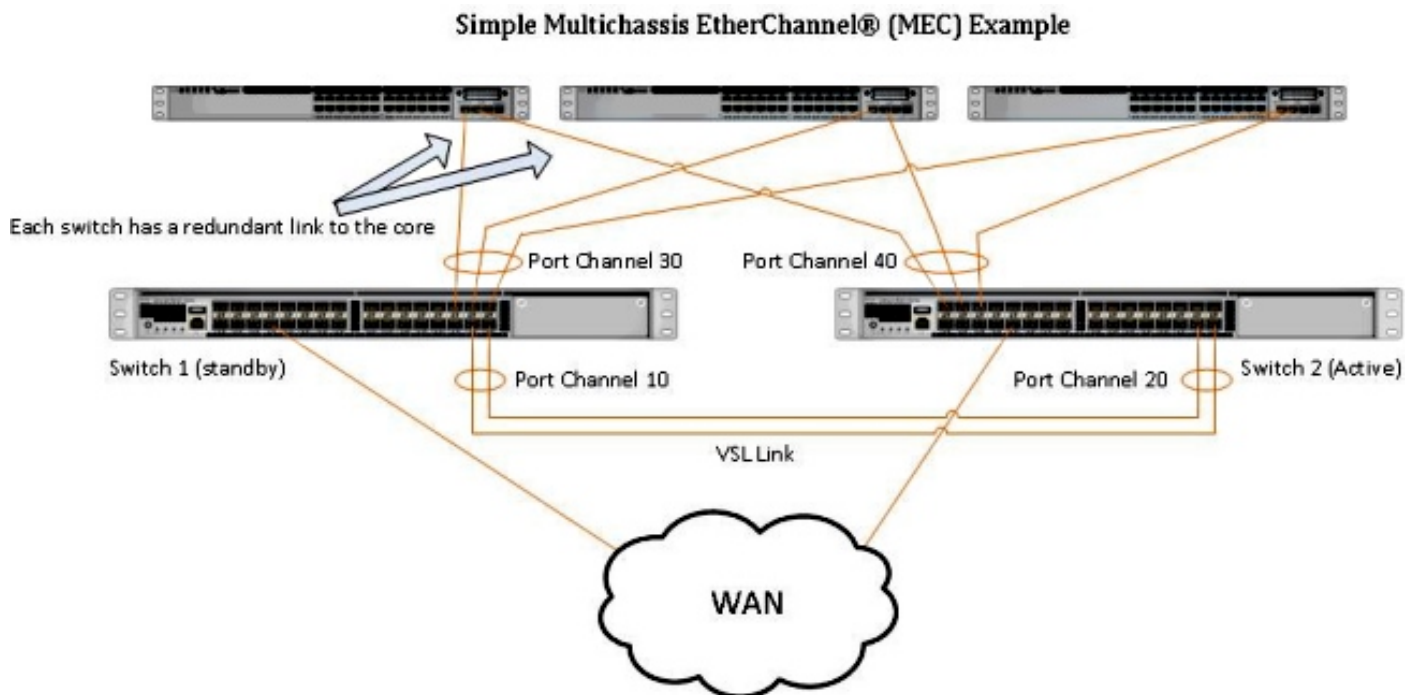 Simple Multichassis EtherChannel® (MEC) Example
Each switch has a redundant link to the core
Port Channel 30
Port Channel 40
Switch 1 (standby)
Port Channel 10
Port Channel 20
Switch 2 (Active)
VSL Link
WAN